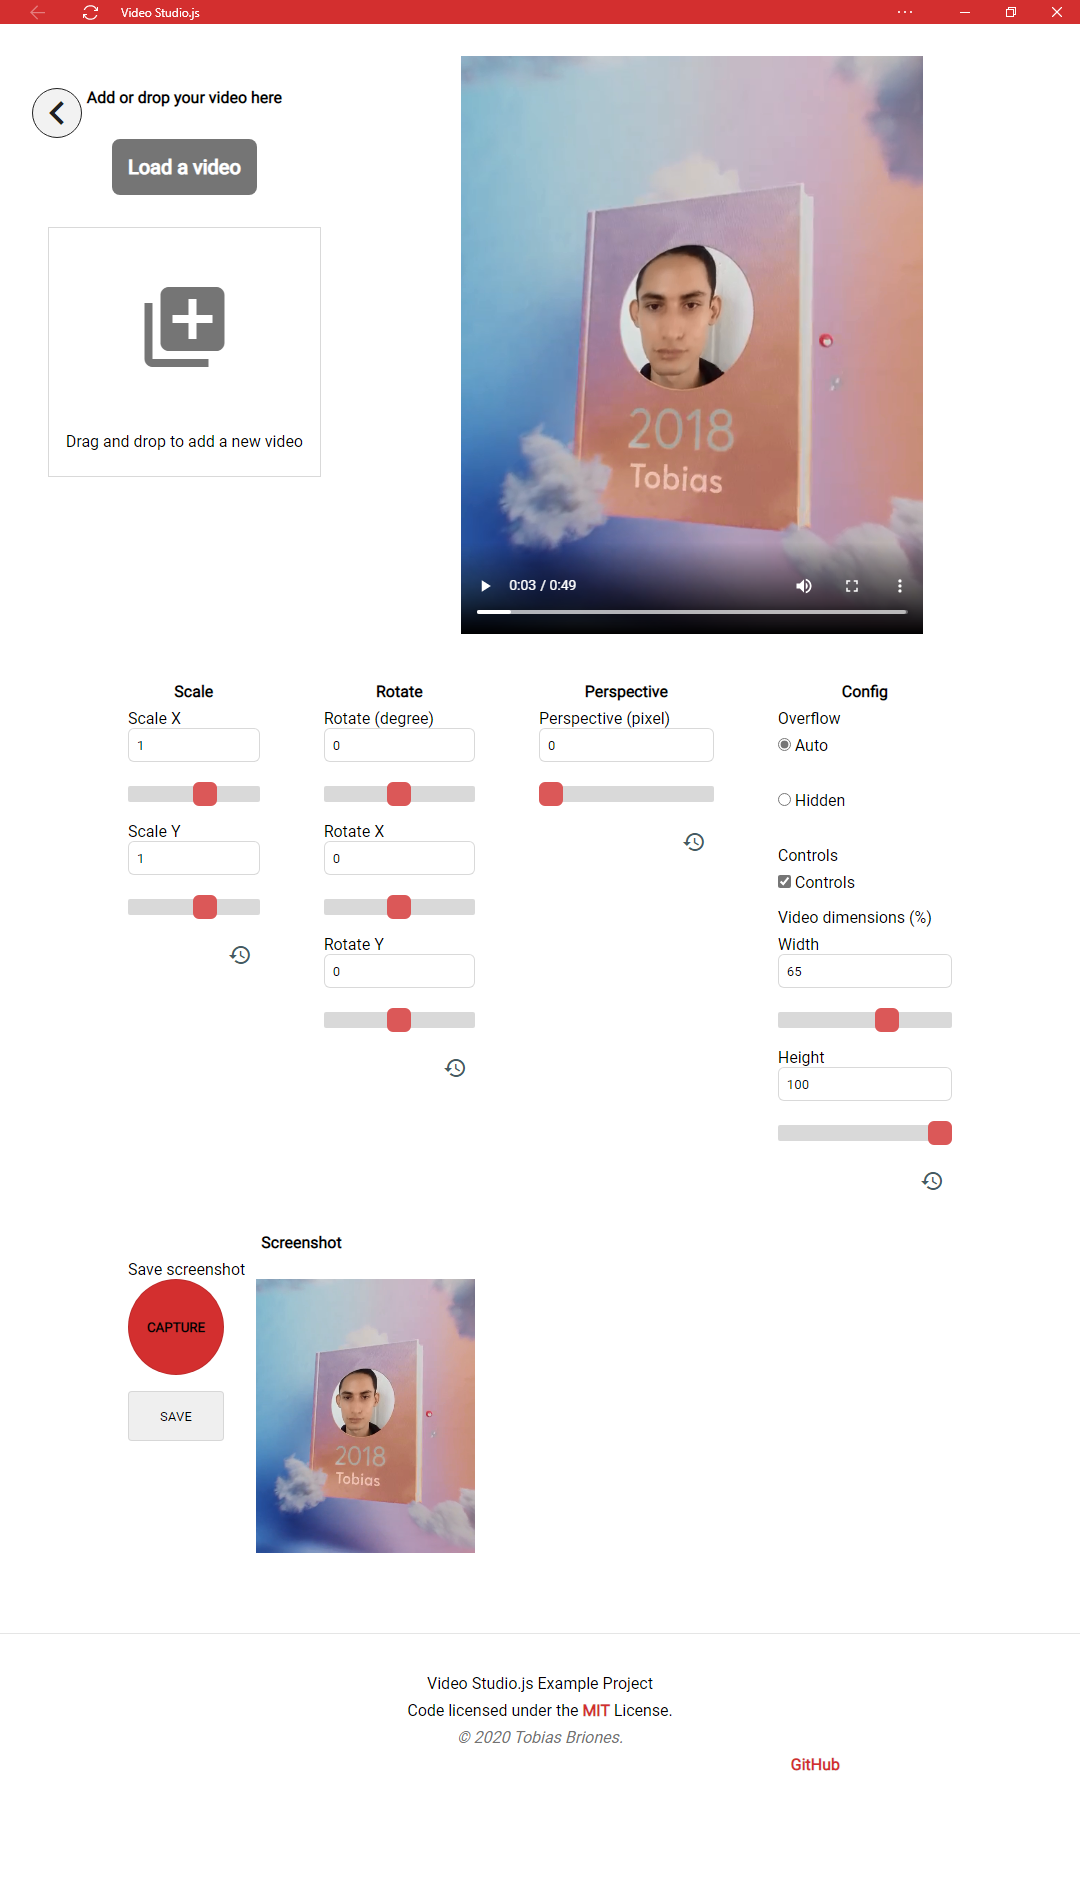 Video Studio.js
Add or drop your video here
Load a video
Drag and drop to add a new video
2018
Tobias
0:03 / 0:49
Scale
Scale X
1
Scale Y
1
Rotate
Rotate (degree)
0
Rotate X
0
Rotate Y
0
Perspective
Perspective (pixel)
0
Config
Overflow
Auto
Hidden
Controls
Controls
Video dimensions (%)
Width
65
Height
100
Screenshot
Save screenshot
CAPTURE
SAVE
2018
Tobias
Video Studio.js Example Project
Code licensed under the MIT License.
© 2020 Tobias Briones.
GitHub